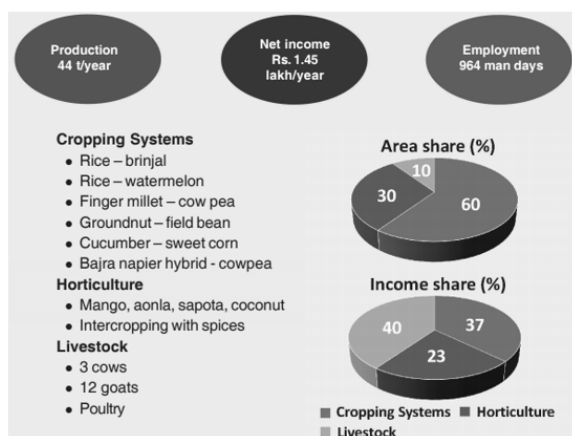 Production
44 t/year
Net income
Rs. 1.45
lakh/year
Employment
964 man days
Cropping Systems
• Rice – brinjal
• Rice – watermelon
• Finger millet – cow pea
• Groundnut – field bean
• Cucumber – sweet corn
• Bajra napier hybrid - cowpea
Horticulture
• Mango, aonla, sapota, coconut
• Intercropping with spices
Livestock
• 3 cows
• 12 goats
• Poultry
Area share (%)
10
30
60
Income share (%)
40
37
23
Cropping Systems Horticulture
Livestock